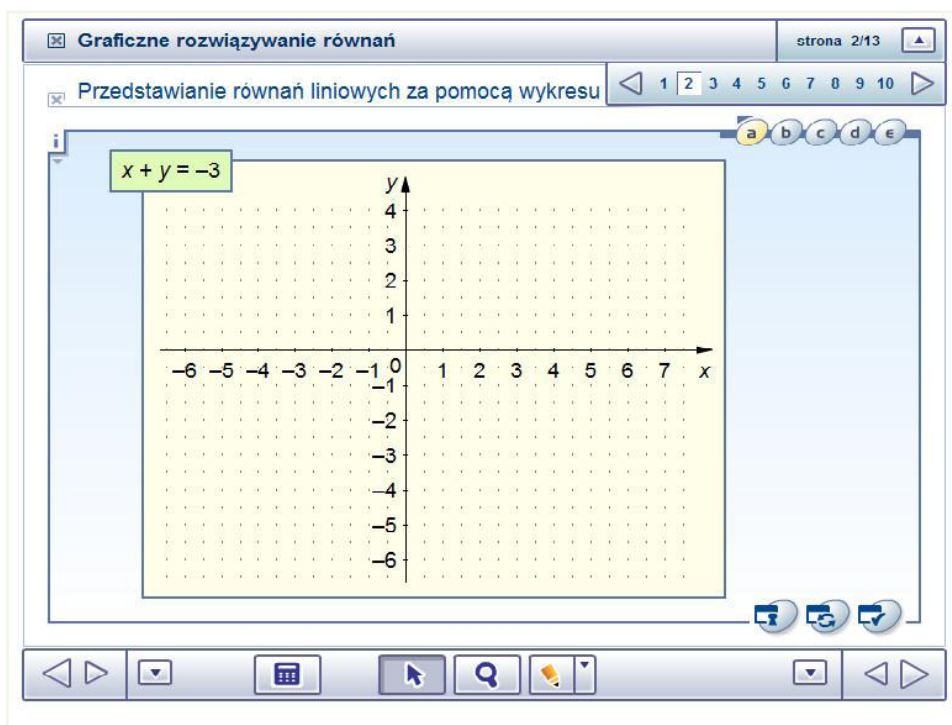 Graficzne rozwiązywanie równań
strona 2/13
Przedstawianie równań liniowych za pomocą wykresu
1 2 3 4 5 6 7 8 9 10
i
a b c d e
x + y = –3
y
4
3
2
1
–6 –5 –4 –3 –2 –1 0 1 2 3 4 5 6 7 x
–1
–2
–3
–4
–5
–6